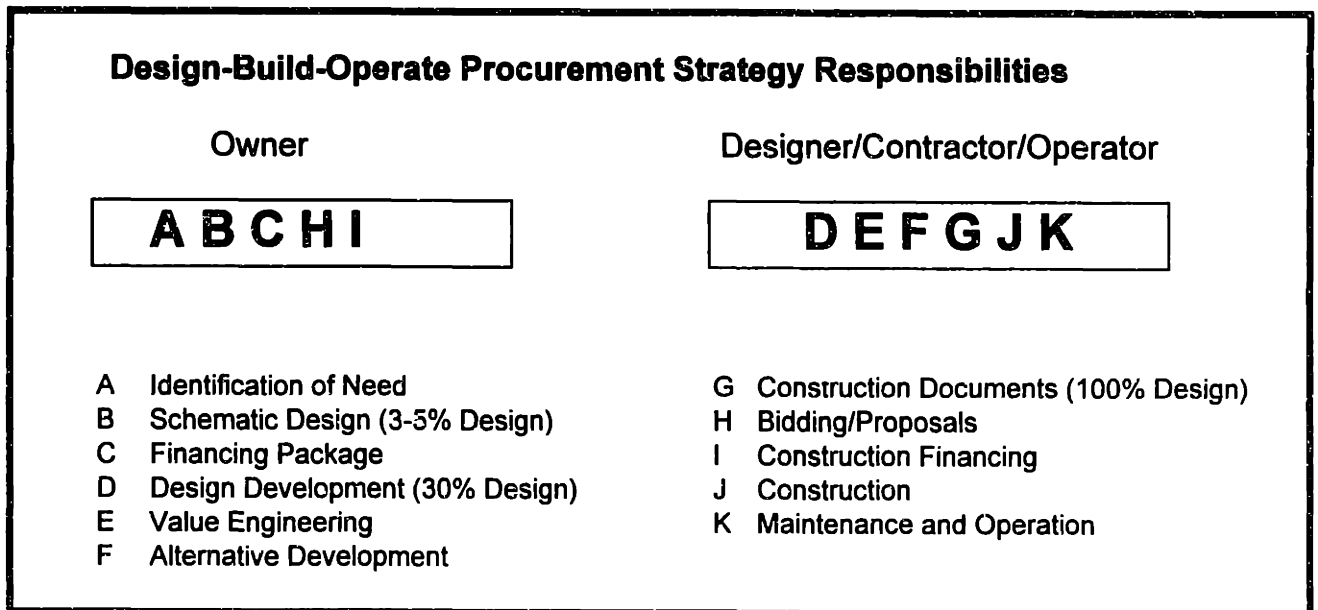 Design-Build-Operate Procurement Strategy Responsibilities
Owner
Designer/Contractor/Operator
A B C H I
D E F G J K
A Identification of Need
B Schematic Design (3-5% Design)
C Financing Package
D Design Development (30% Design)
E Value Engineering
F Alternative Development
G Construction Documents (100% Design)
H Bidding/Proposals
I Construction Financing
J Construction
K Maintenance and Operation